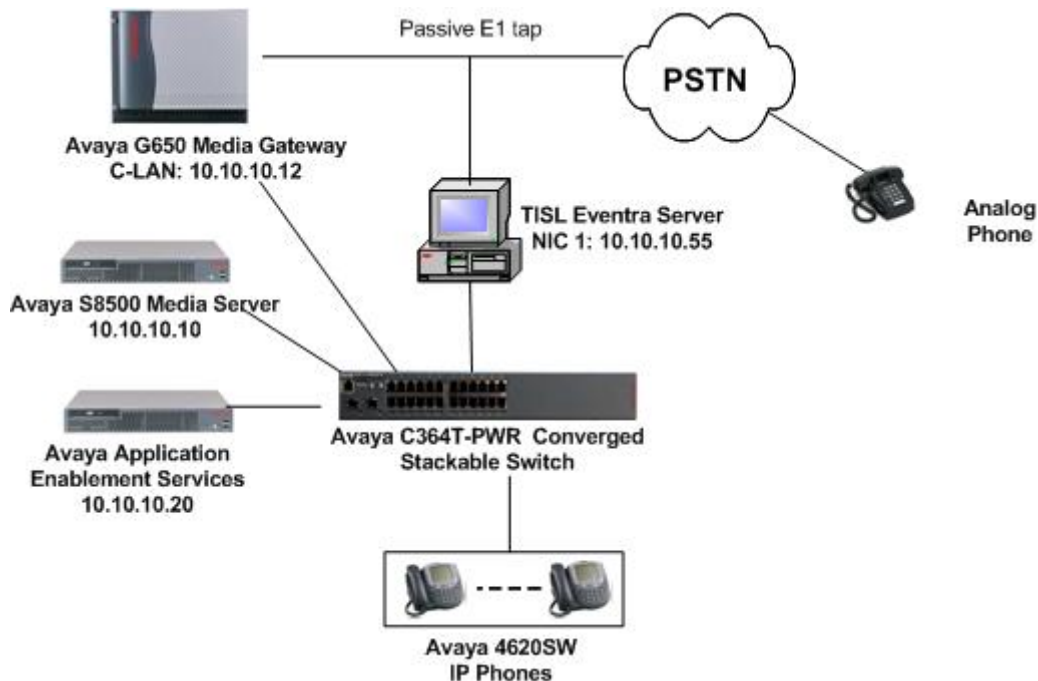 Passive E1 tap
PSTN
Avaya G650 Media Gateway
C-LAN: 10.10.10.12
TISL Eventra Server
NIC 1: 10.10.10.55
Analog
Phone
Avaya S8500 Media Server
10.10.10.10
Avaya C364T-PWR Converged
Stackable Switch
Avaya Application
Enablement Services
10.10.10.20
Avaya 4620SW
IP Phones